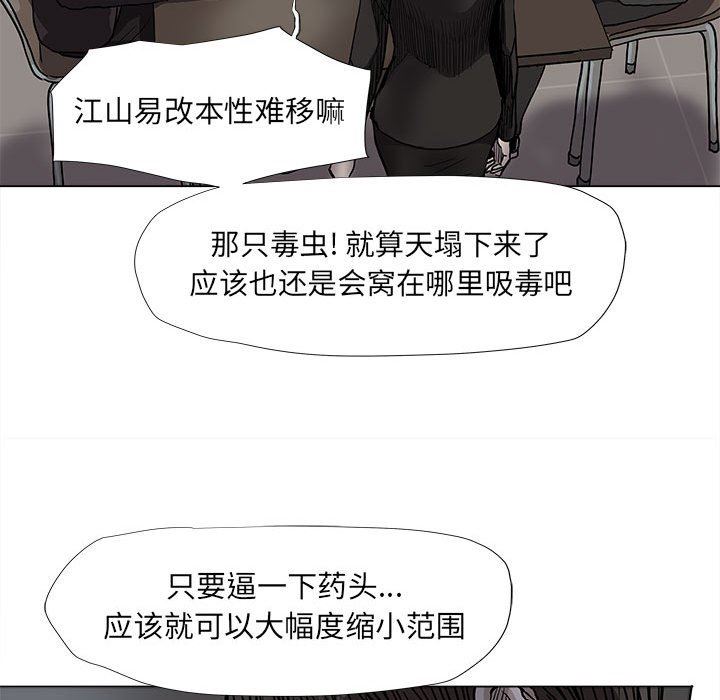 江山易改本性难移嘛
那只毒虫!就算天塌下来了
应该也还是会窝在哪里吸毒吧
只要逼一下药头...
应该就可以大幅度缩小范围